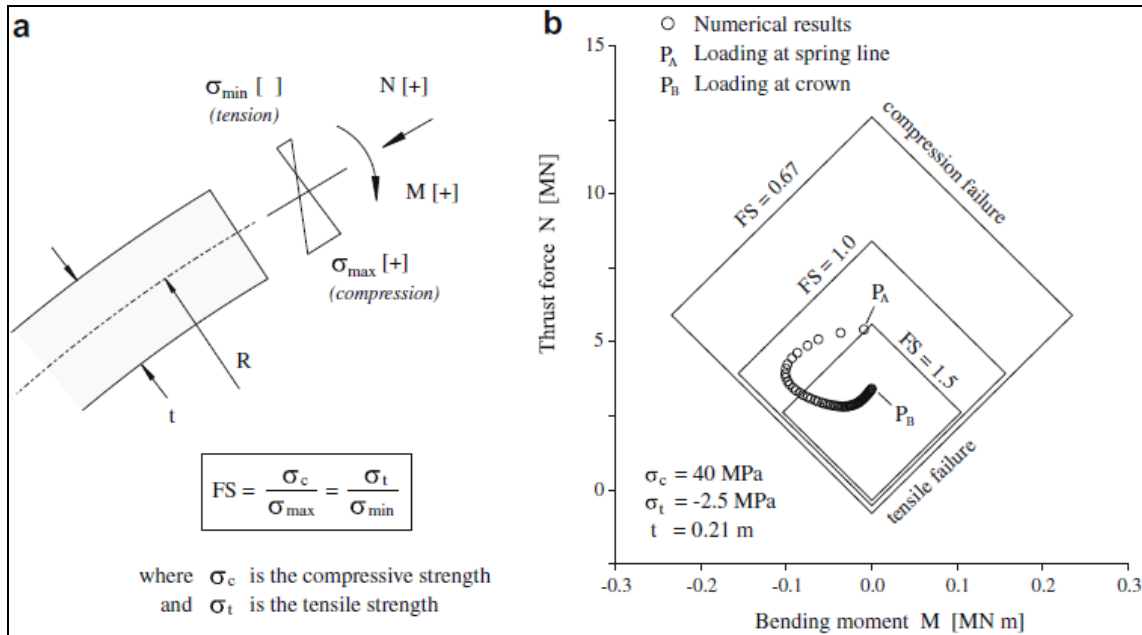 a
σmin [ ]
(tension)
N [+]
M [+]
σmax [+]
(compression)
R
t
FS = σc / σmax = σt / σmin
where σc is the compressive strength
and σt is the tensile strength
b
Numerical results
PA Loading at spring line
PB Loading at crown
Thrust force N [MN]
15
10
5
0
compression failure
FS = 0.67
FS = 1.0
FS = 1.5
PA
PB
tensile failure
σc = 40 MPa
σt = -2.5 MPa
t = 0.21 m
-0.3 -0.2 -0.1 0.0 0.1 0.2 0.3
Bending moment M [MN m]